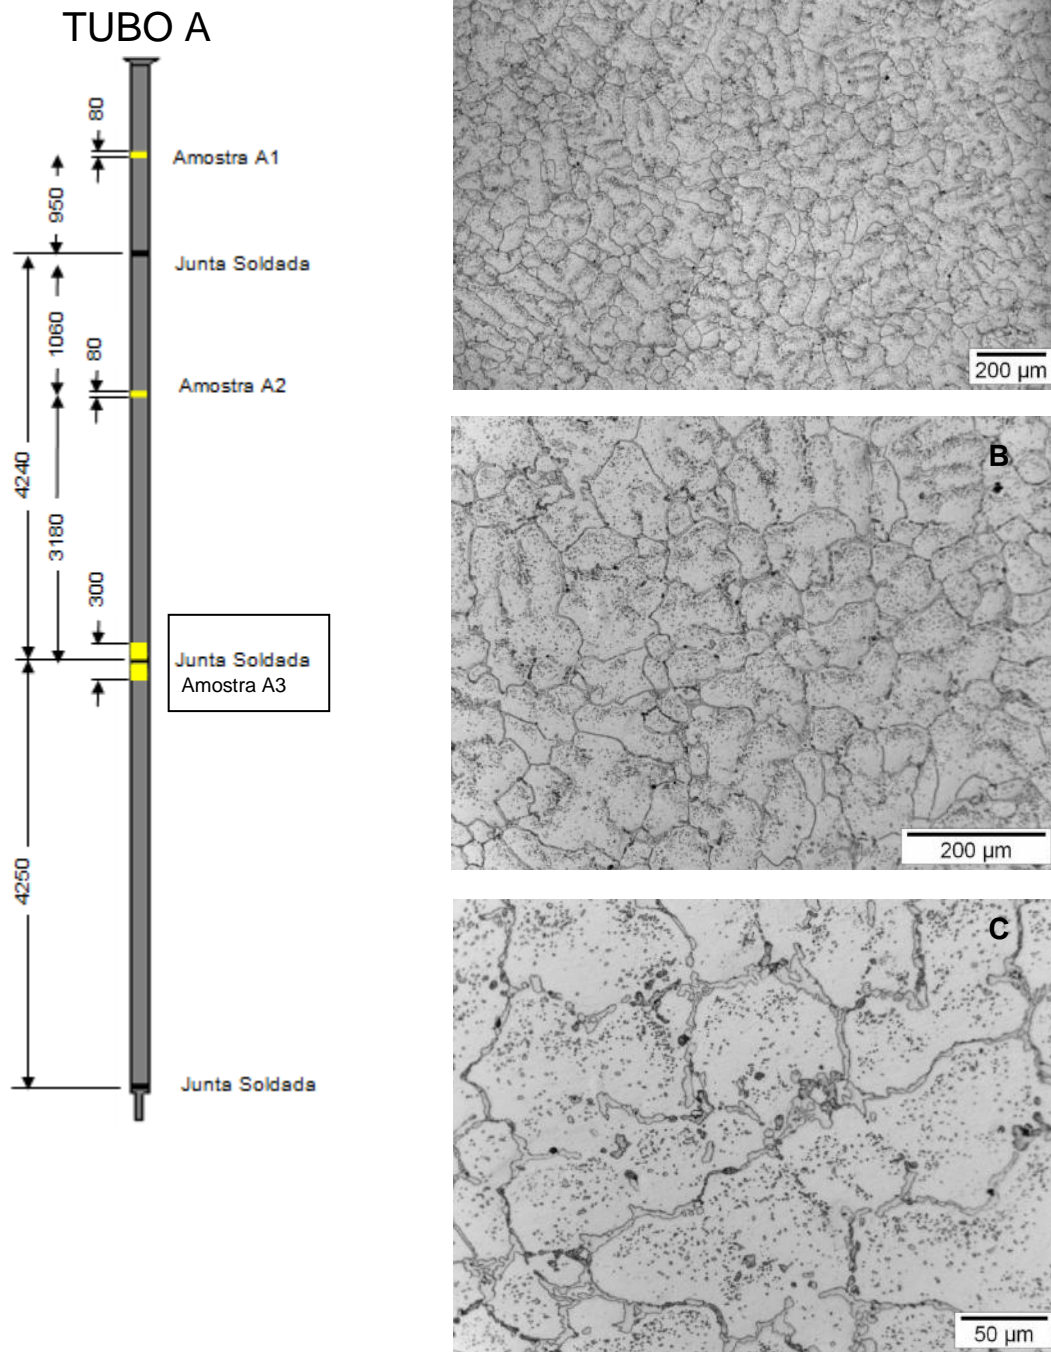 TUBO A
80
Amostra A1
950
Junta Soldada
1060
80
Amostra A2
4240
3180
300
Junta Soldada
Amostra A3
4250
Junta Soldada
200 µm
B
200 µm
C
50 µm